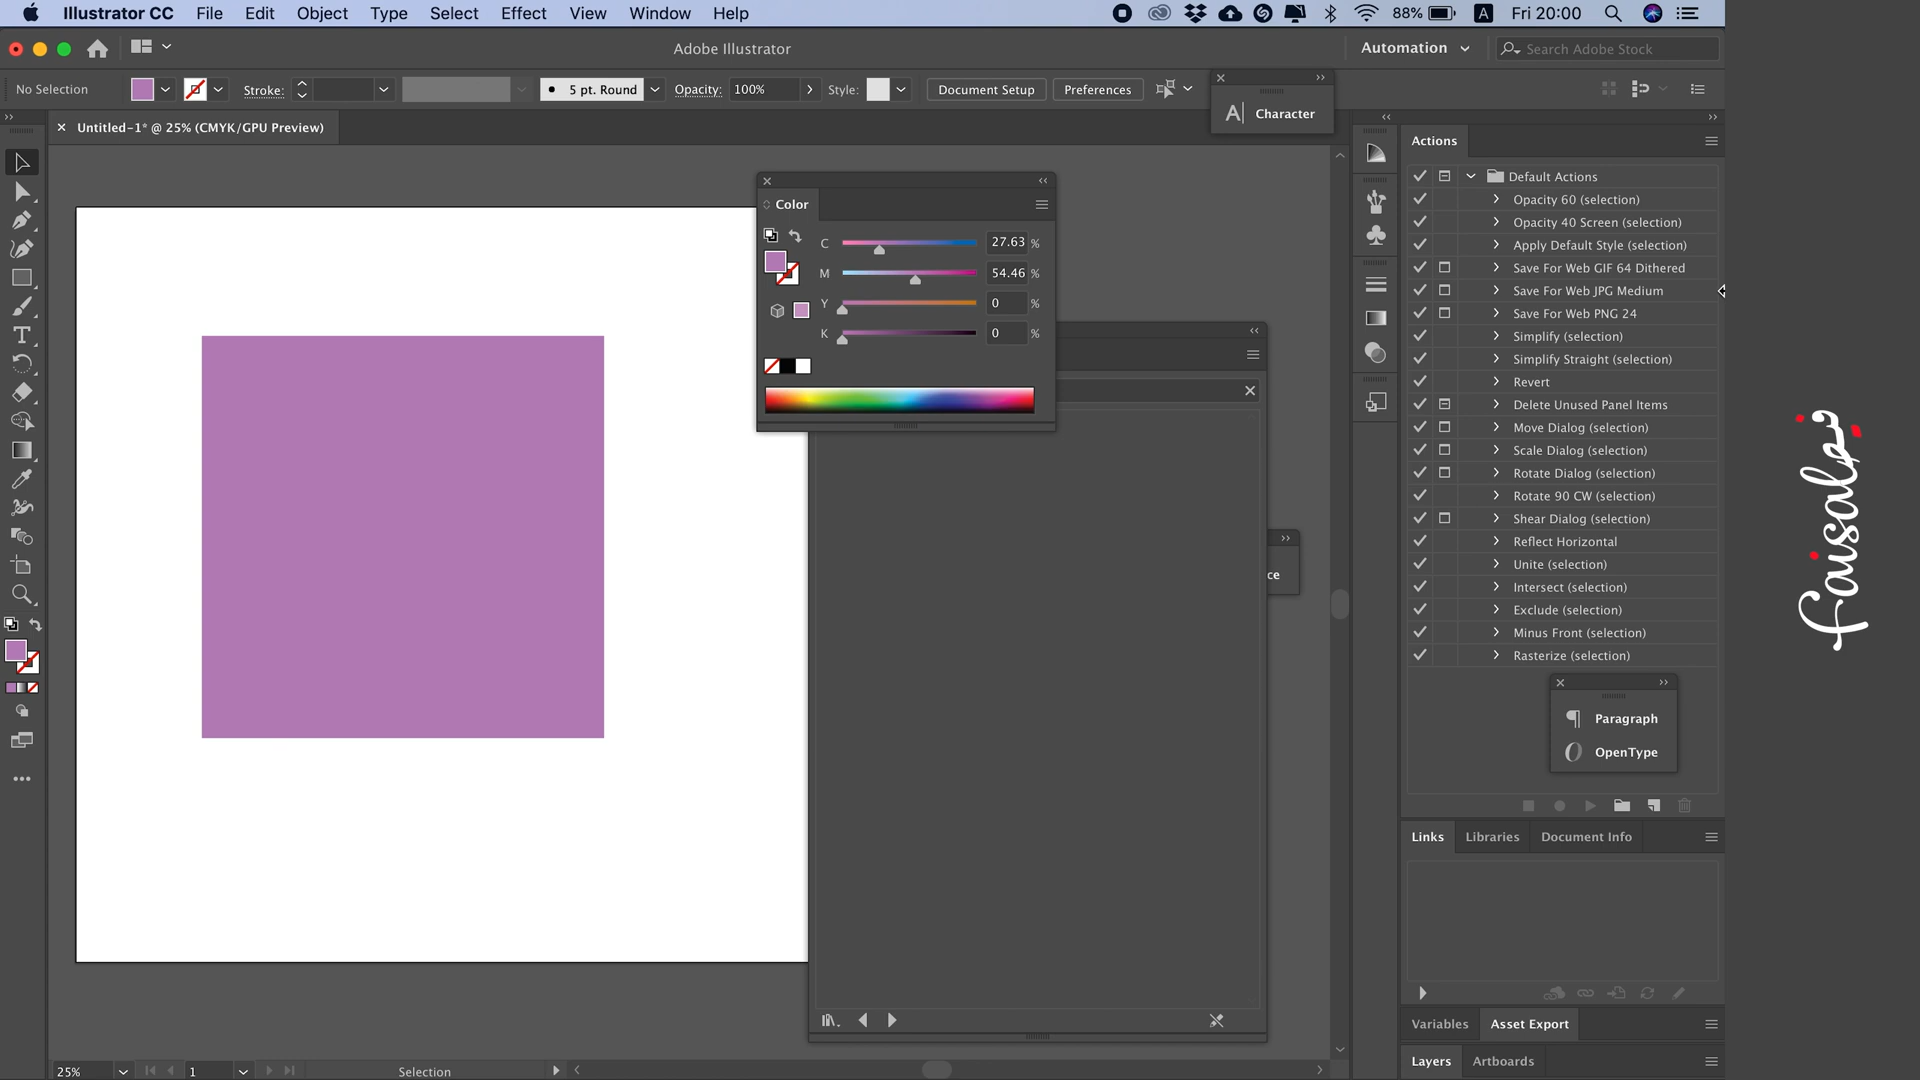 Illustrator CC File Edit Object Type Select Effect View Window Help
88% A Fri 20:00
Adobe Illustrator
Automation
Search Adobe Stock
No Selection
Stroke:
5 pt. Round
Opacity: 100%
Style:
Document Setup
Preferences
Character
Untitled-1* @ 25% (CMYK/GPU Preview)
Color
C 27.63 %
M 54.46 %
Y 0 %
K 0 %
ce
Actions
Default Actions
Opacity 60 (selection)
Opacity 40 Screen (selection)
Apply Default Style (selection)
Save For Web GIF 64 Dithered
Save For Web JPG Medium
Save For Web PNG 24
Simplify (selection)
Simplify Straight (selection)
Revert
Delete Unused Panel Items
Move Dialog (selection)
Scale Dialog (selection)
Rotate Dialog (selection)
Rotate 90 CW (selection)
Shear Dialog (selection)
Reflect Horizontal
Unite (selection)
Intersect (selection)
Exclude (selection)
Minus Front (selection)
Rasterize (selection)
Paragraph
OpenType
Links Libraries Document Info
Variables Asset Export
Layers Artboards
25% 1 Selection